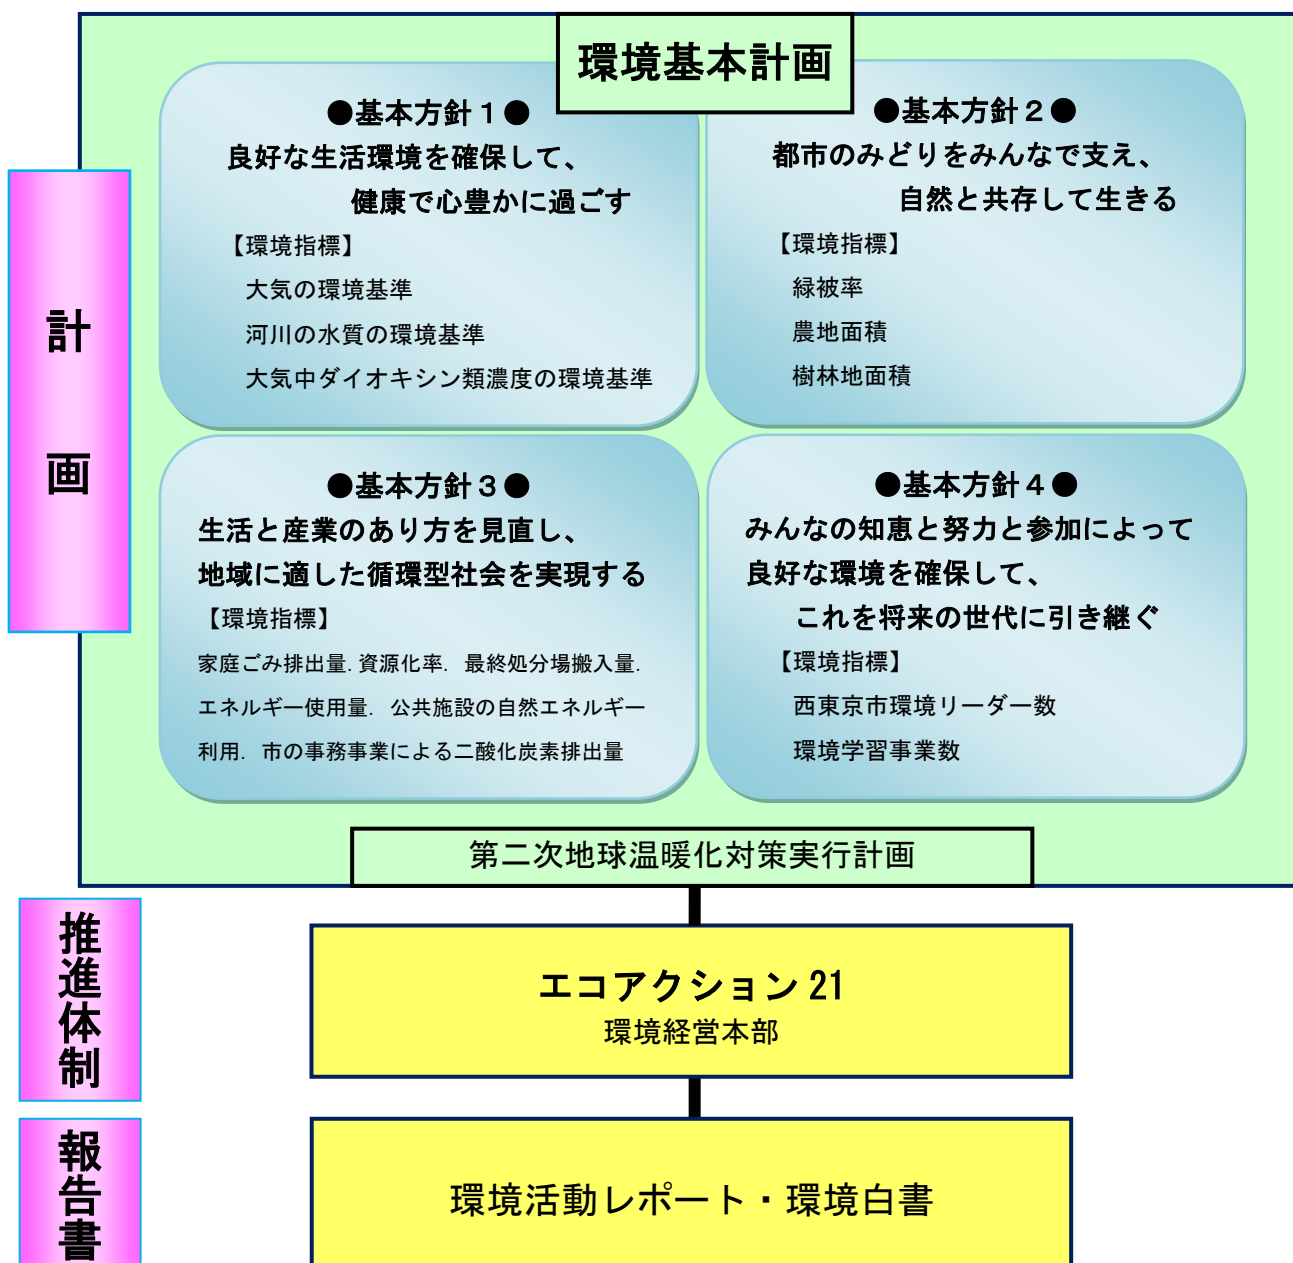 環境基本計画
計画
●基本方針１●
良好な生活環境を確保して、
健康で心豊かに過ごす
【環境指標】
大気の環境基準
河川の水質の環境基準
大気中ダイオキシン類濃度の環境基準
●基本方針２●
都市のみどりをみんなで支え、
自然と共存して生きる
【環境指標】
緑被率
農地面積
樹林地面積
●基本方針３●
生活と産業のあり方を見直し、
地域に適した循環型社会を実現する
【環境指標】
家庭ごみ排出量．資源化率．最終処分場搬入量．
エネルギー使用量．公共施設の自然エネルギー
利用．市の事務事業による二酸化炭素排出量
●基本方針４●
みんなの知恵と努力と参加によって
良好な環境を確保して、
これを将来の世代に引き継ぐ
【環境指標】
西東京市環境リーダー数
環境学習事業数
第二次地球温暖化対策実行計画
推進体制
エコアクション 21
環境経営本部
報告書
環境活動レポート・環境白書